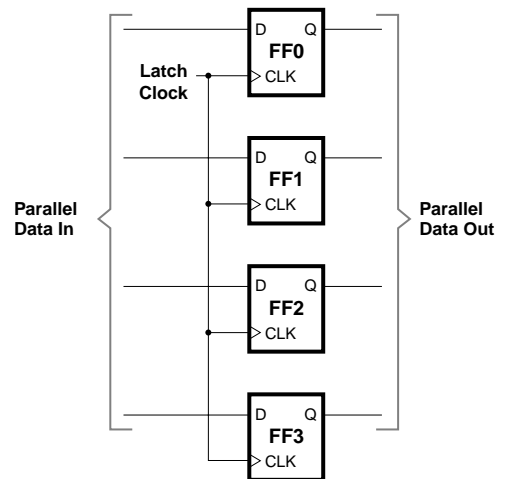 D Q
FF0
CLK
Latch
Clock
D Q
FF1
CLK
Parallel
Data In
Parallel
Data Out
D Q
FF2
CLK
D Q
FF3
CLK